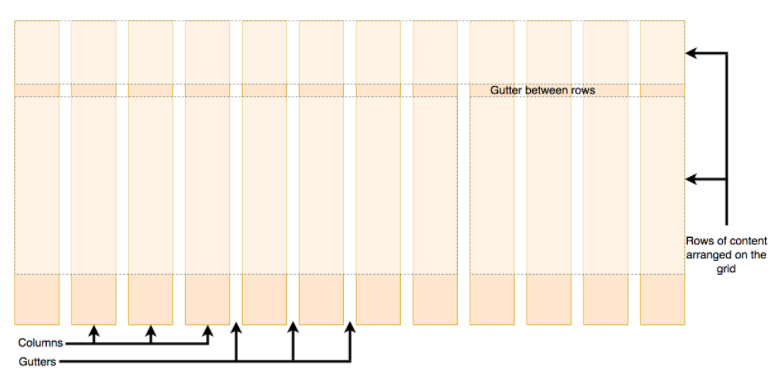 Gutter between rows
Rows of content
arranged on the
grid
Columns
Gutters